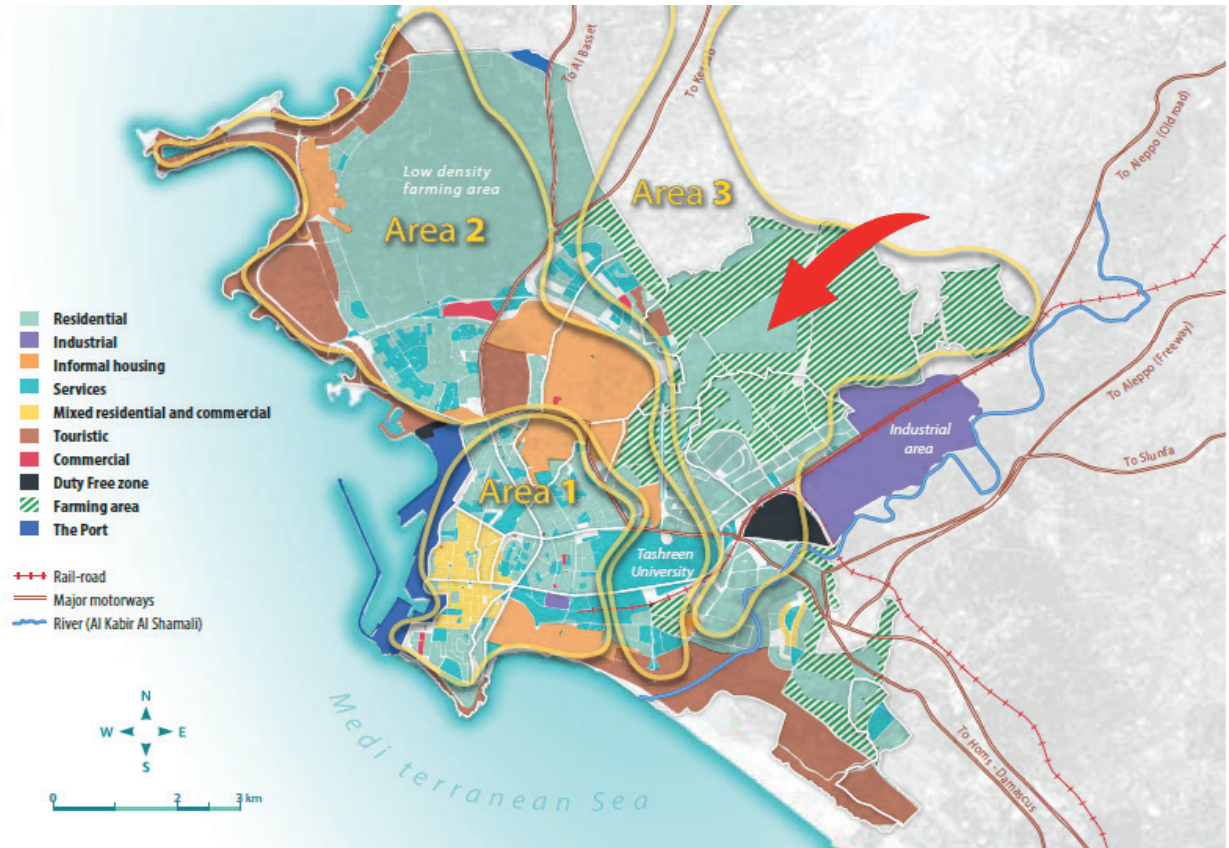 To Al Basset
To Kessab
To Aleppo (Old road)
Low density
farming area
Area 3
Area 2
To Aleppo (Freeway)
Residential
Industrial
Informal housing
Services
Mixed residential and commercial
Touristic
Commercial
Duty Free zone
Farming area
The Port
Industrial
area
To Slunfa
Area 1
Tashreen
University
Rail-road
Major motorways
River (Al Kabir Al Shamali)
N
W
E
S
Medi terranean Sea
To Homs - Damascus
0
2
3 km